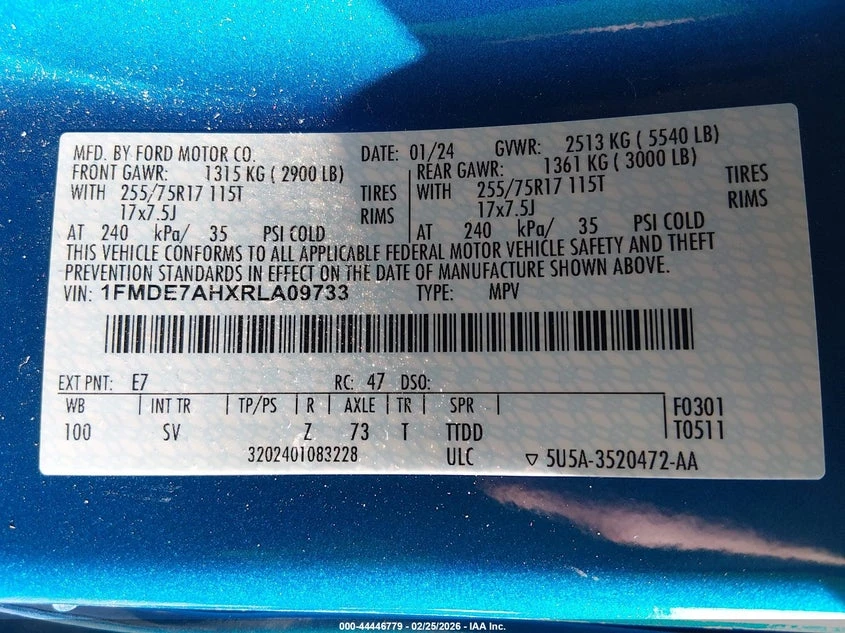 MFD. BY FORD MOTOR CO. DATE: 01/24 GVWR: 2513 KG ( 5540 LB)
FRONT GAWR: 1315 KG ( 2900 LB) REAR GAWR: 1361 KG ( 3000 LB)
WITH 255/75R17 115T TIRES WITH 255/75R17 115T TIRES
17x7.5J RIMS 17x7.5J RIMS
AT 240 kPa/ 35 PSI COLD AT 240 kPa/ 35 PSI COLD
THIS VEHICLE CONFORMS TO ALL APPLICABLE FEDERAL MOTOR VEHICLE SAFETY AND THEFT
PREVENTION STANDARDS IN EFFECT ON THE DATE OF MANUFACTURE SHOWN ABOVE.
VIN: 1FMDE7AHXRLA09733 TYPE: MPV
EXT PNT: E7 RC: 47 DSO:
WB INT TR TP/PS R AXLE TR SPR F0301
100 SV Z 73 T TTDD T0511
3202401083228 ULC ▽ 5U5A-3520472-AA
000-44446779 - 02/25/2026 - IAA Inc.